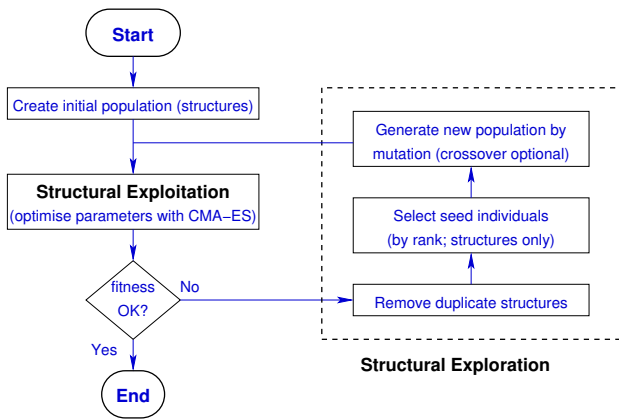 Start
Create initial population (structures)
Structural Exploitation
(optimise parameters with CMA−ES)
fitness
OK?
No
Yes
End
Generate new population by
mutation (crossover optional)
Select seed individuals
(by rank; structures only)
Remove duplicate structures
Structural Exploration